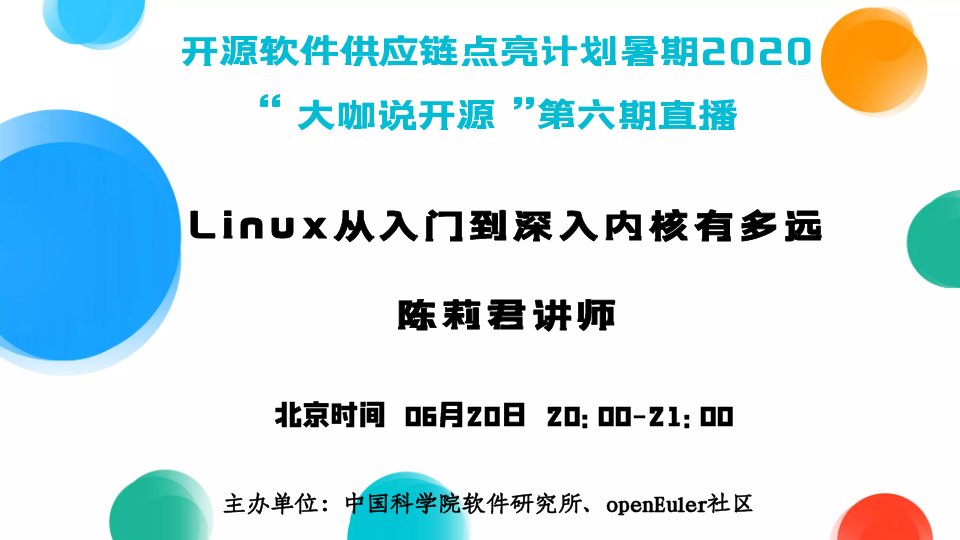 开源软件供应链点亮计划暑期2020
“ 大咖说开源 ”第六期直播
Linux从入门到深入内核有多远
陈莉君讲师
北京时间 06月20日 20:00-21:00
主办单位：中国科学院软件研究所、openEuler社区